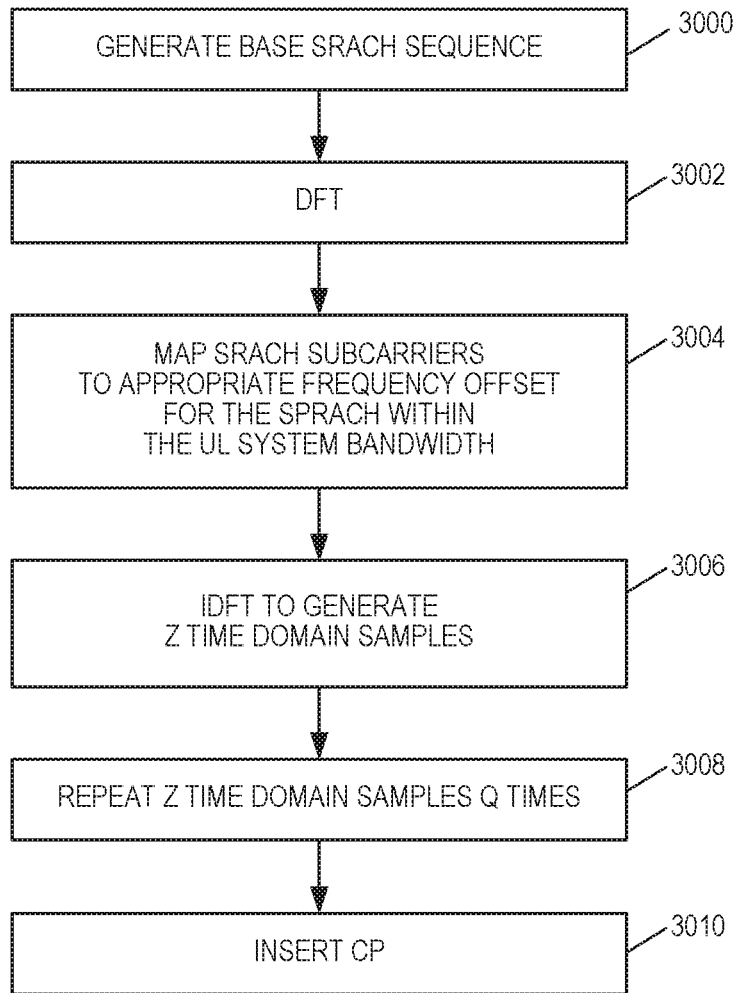 GENERATE BASE SRACH SEQUENCE
3000
DFT
3002
MAP SRACH SUBCARRIERS
TO APPROPRIATE FREQUENCY OFFSET
FOR THE SPRACH WITHIN
THE UL SYSTEM BANDWIDTH
3004
IDFT TO GENERATE
Z TIME DOMAIN SAMPLES
3006
REPEAT Z TIME DOMAIN SAMPLES Q TIMES
3008
INSERT CP
3010